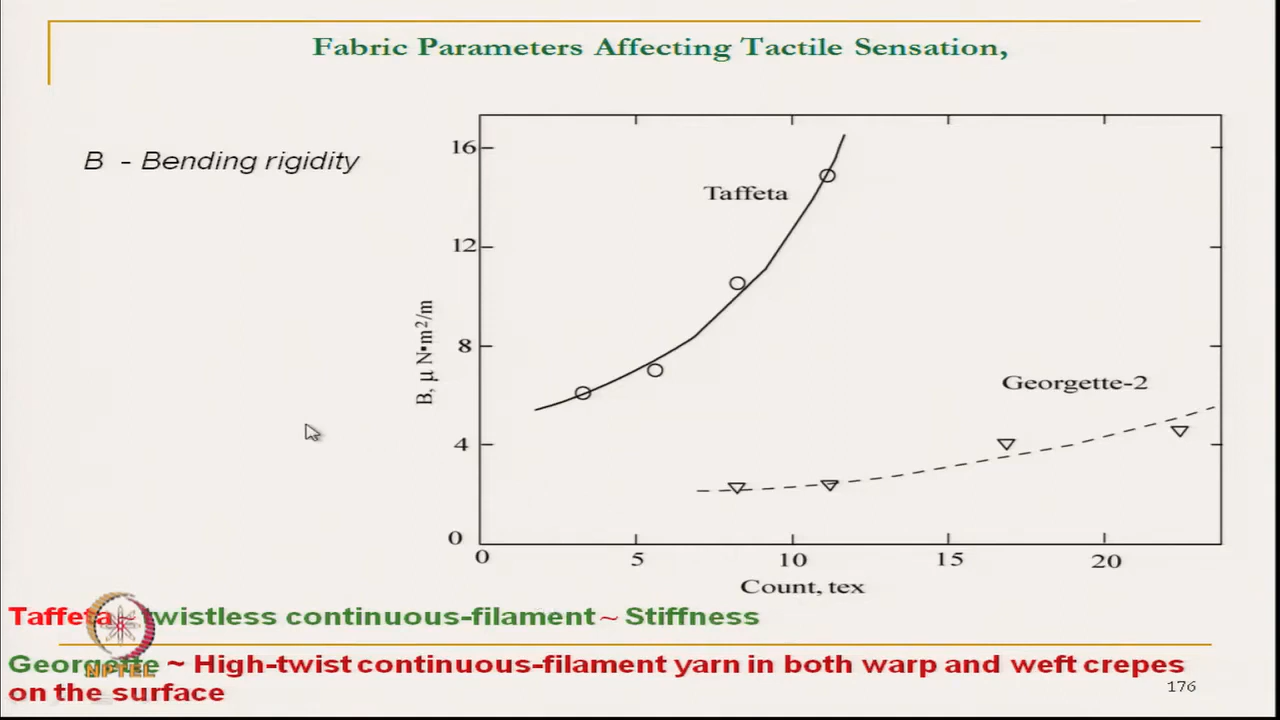 Fabric Parameters Affecting Tactile Sensation,
B - Bending rigidity
16
12
8
4
0
B, μ N•m²/m
Taffeta
Georgette-2
0 5 10 15 20
Count, tex
Taffeta ~ twistless continuous-filament ~ Stiffness
Georgette ~ High-twist continuous-filament yarn in both warp and weft crepes
on the surface
NPTEL
176